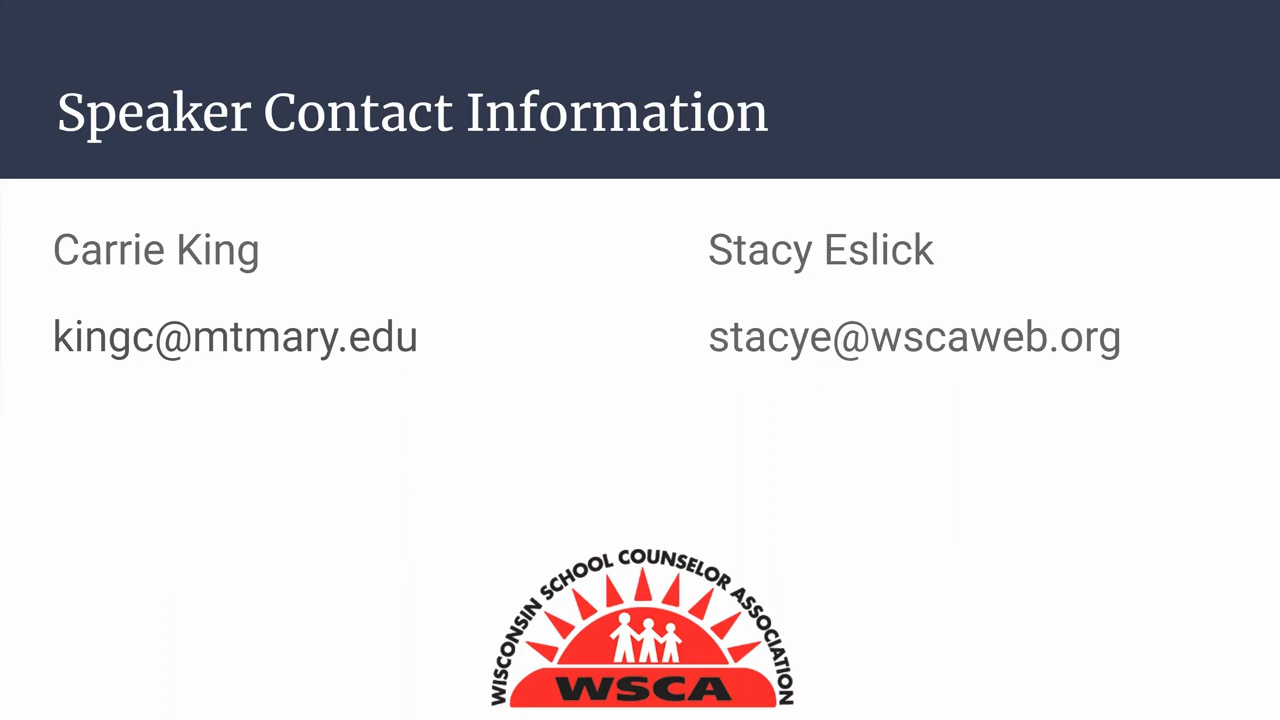 Speaker Contact Information
Carrie King
kingc@mtmary.edu
Stacy Eslick
stacye@wscaweb.org
WISCONSIN SCHOOL COUNSELOR ASSOCIATION
WSCA